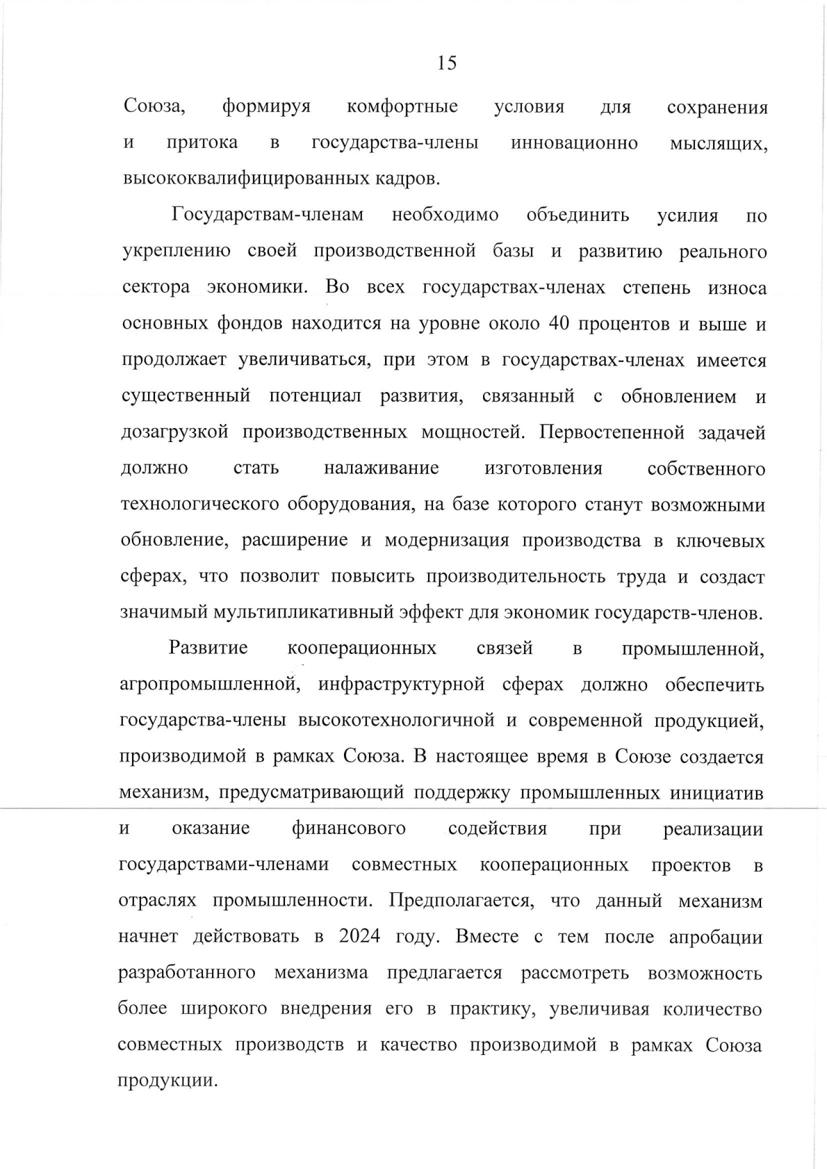 15
Союза, формируя комфортные условия для сохранения
и притока в государства-члены инновационно мыслящих,
высококвалифицированных кадров.
Государствам-членам необходимо объединить усилия по
укреплению своей производственной базы и развитию реального
сектора экономики. Во всех государствах-членах степень износа
основных фондов находится на уровне около 40 процентов и выше и
продолжает увеличиваться, при этом в государствах-членах имеется
существенный потенциал развития, связанный с обновлением и
дозагрузкой производственных мощностей. Первостепенной задачей
должно стать налаживание изготовления собственного
технологического оборудования, на базе которого станут возможными
обновление, расширение и модернизация производства в ключевых
сферах, что позволит повысить производительность труда и создаст
значимый мультипликативный эффект для экономик государств-членов.
Развитие кооперационных связей в промышленной,
агропромышленной, инфраструктурной сферах должно обеспечить
государства-члены высокотехнологичной и современной продукцией,
производимой в рамках Союза. В настоящее время в Союзе создается
механизм, предусматривающий поддержку промышленных инициатив
и оказание финансового содействия при реализации
государствами-членами совместных кооперационных проектов в
отраслях промышленности. Предполагается, что данный механизм
начнет действовать в 2024 году. Вместе с тем после апробации
разработанного механизма предлагается рассмотреть возможность
более широкого внедрения его в практику, увеличивая количество
совместных производств и качество производимой в рамках Союза
продукции.